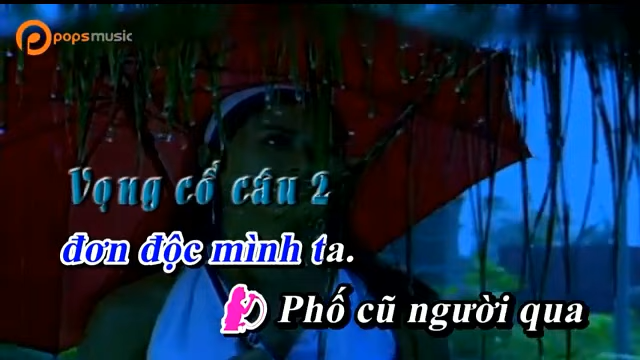 popsmusic
Vọng cổ câu 2
đơn độc mình ta.
Phố cũ người qua